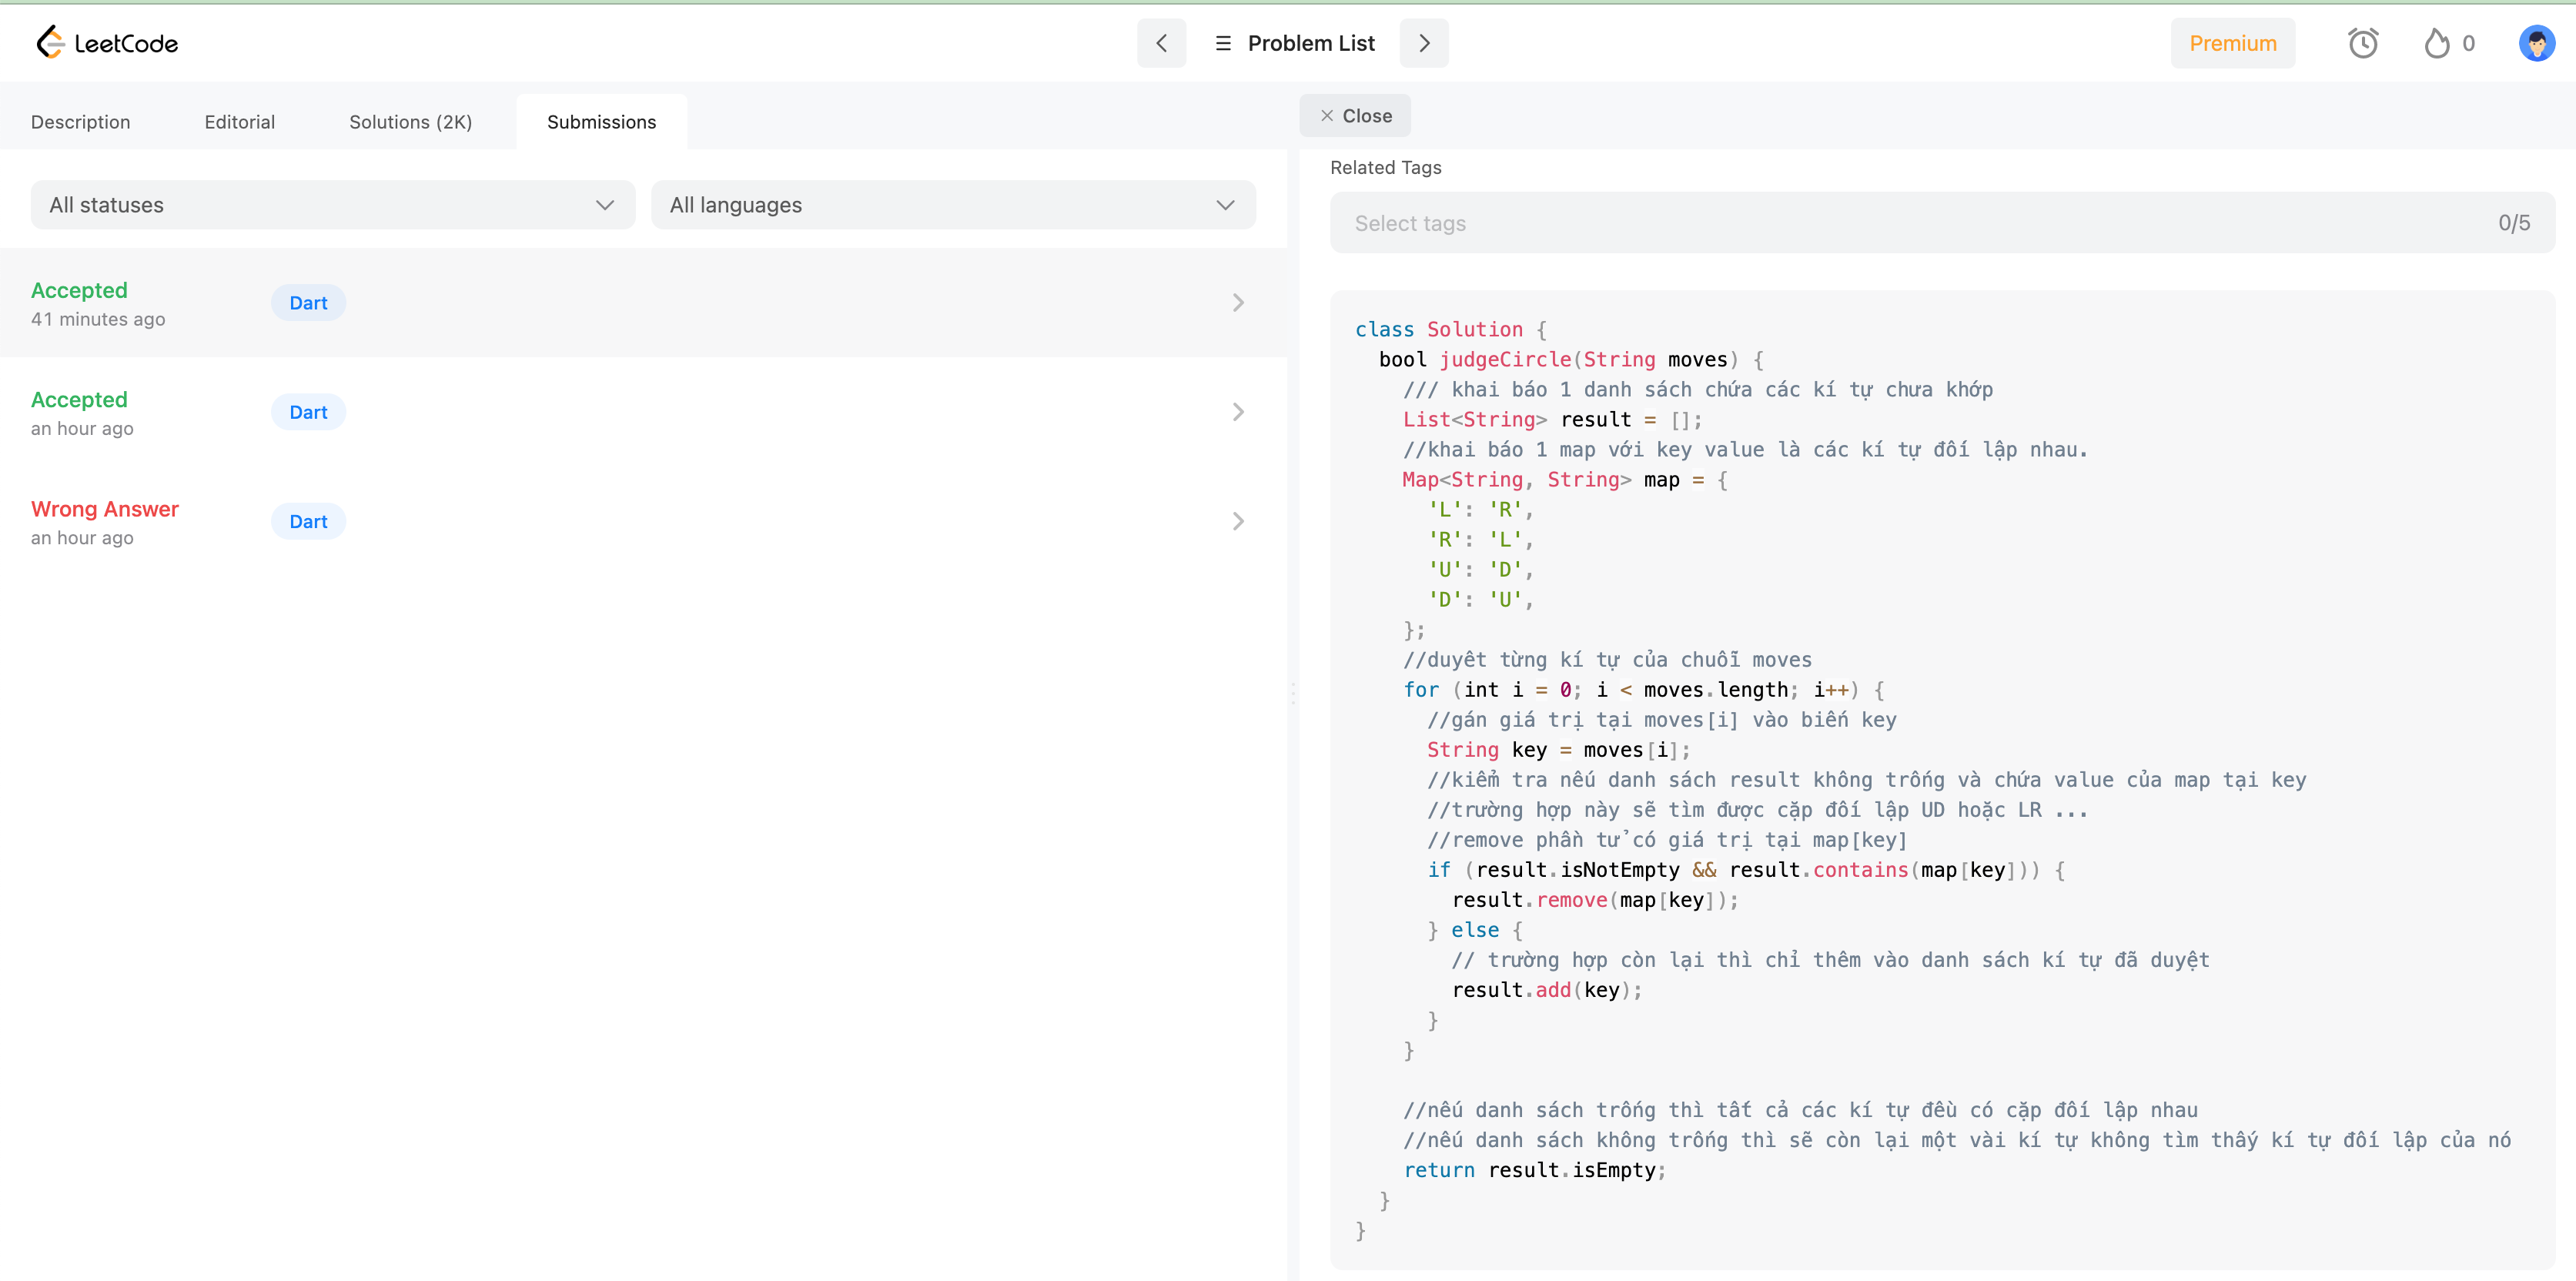 LeetCode
Problem List
Premium
0
Description
Editorial
Solutions (2K)
Submissions
Close
All statuses
All languages
Accepted
41 minutes ago
Dart
Accepted
an hour ago
Dart
Wrong Answer
an hour ago
Dart
Related Tags
Select tags
0/5
class Solution {
  bool judgeCircle(String moves) {
    /// khai báo 1 danh sách chứa các kí tự chưa khớp
    List<String> result = [];
    //khai báo 1 map với key value là các kí tự đối lập nhau.
    Map<String, String> map = {
      'L': 'R',
      'R': 'L',
      'U': 'D',
      'D': 'U',
    };
    //duyêt từng kí tự của chuỗi moves
    for (int i = 0; i < moves.length; i++) {
      //gán giá trị tại moves[i] vào biến key
      String key = moves[i];
      //kiểm tra nếu danh sách result không trống và chứa value của map tại key
      //trường hợp này sẽ tìm được cặp đối lập UD hoặc LR ...
      //remove phần tử có giá trị tại map[key]
      if (result.isNotEmpty && result.contains(map[key])) {
        result.remove(map[key]);
      } else {
        // trường hợp còn lại thì chỉ thêm vào danh sách kí tự đã duyệt
        result.add(key);
      }
    }
    //nếu danh sách trống thì tất cả các kí tự đều có cặp đối lập nhau
    //nếu danh sách không trống thì sẽ còn lại một vài kí tự không tìm thấy kí tự đối lập của nó
    return result.isEmpty;
  }
}